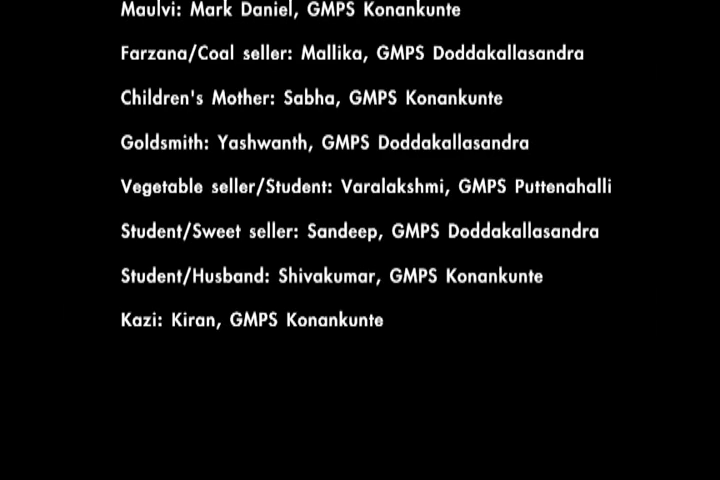 Maulvi: Mark Daniel, GMPS Konankunte
Farzana/Coal seller: Mallika, GMPS Doddakallasandra
Children's Mother: Sabha, GMPS Konankunte
Goldsmith: Yashwanth, GMPS Doddakallasandra
Vegetable seller/Student: Varalakshmi, GMPS Puttenahalli
Student/Sweet seller: Sandeep, GMPS Doddakallasandra
Student/Husband: Shivakumar, GMPS Konankunte
Kazi: Kiran, GMPS Konankunte